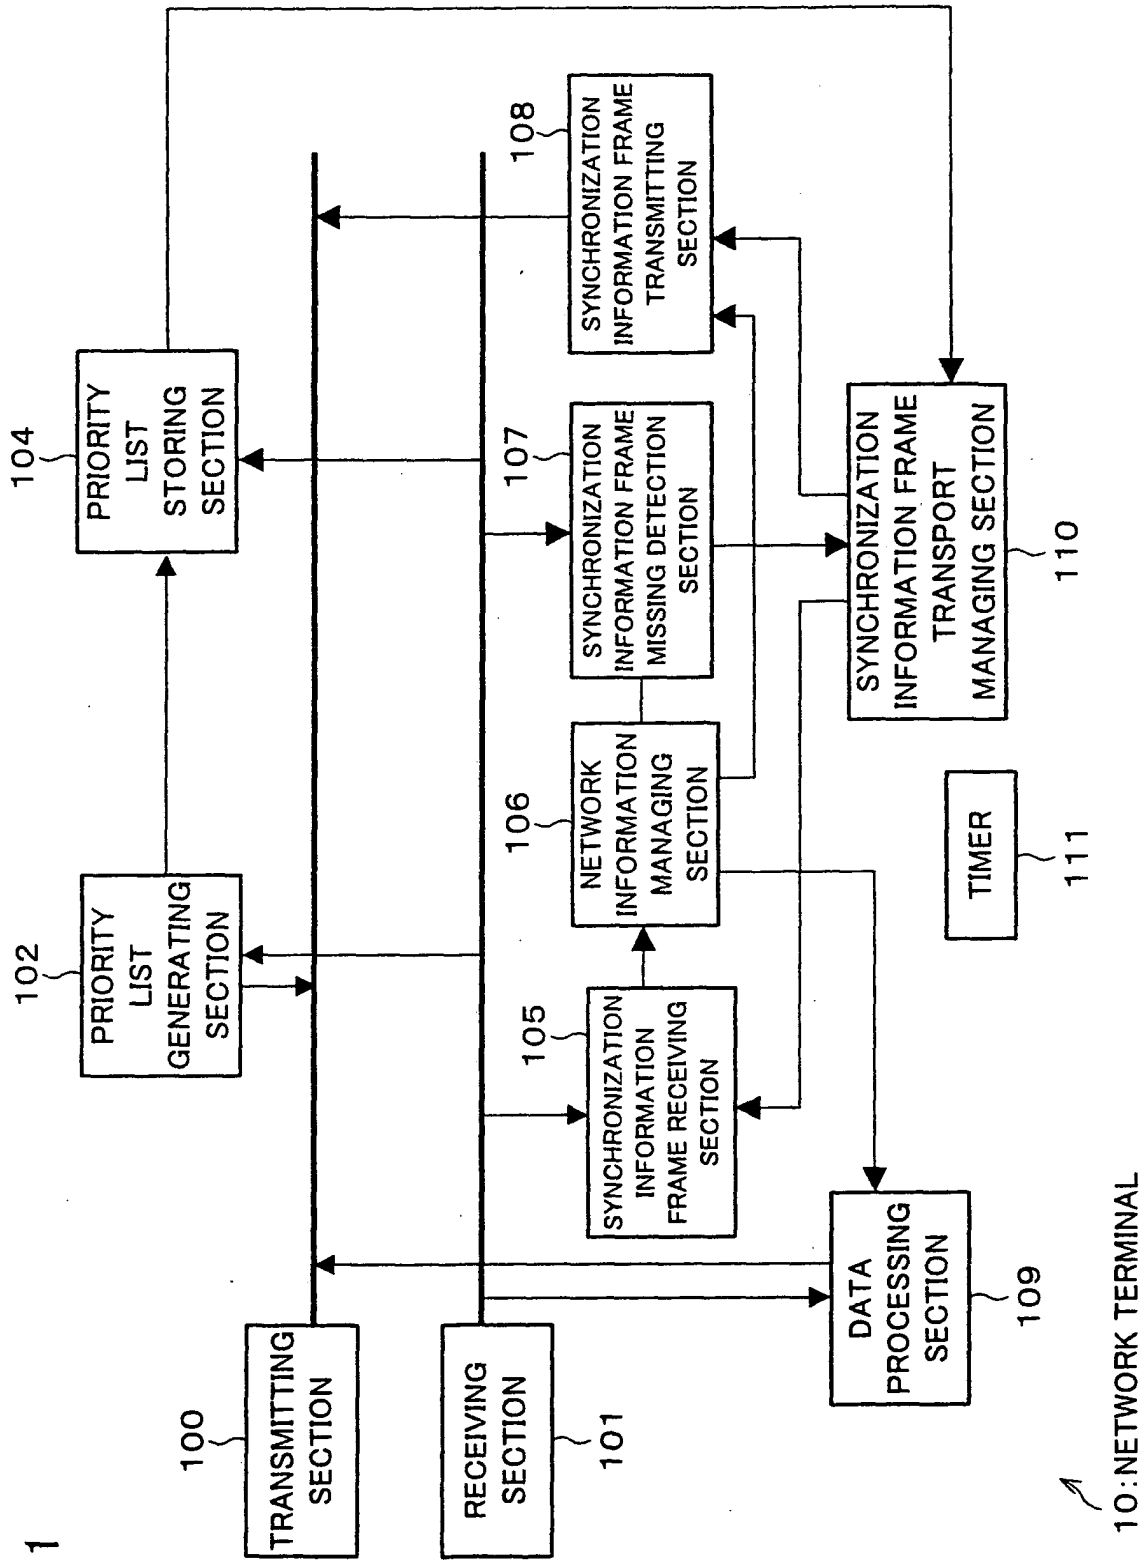 1
100
TRANSMITTING
SECTION
RECEIVING
SECTION
101
102
PRIORITY
LIST
GENERATING
SECTION
104
PRIORITY
LIST
STORING
SECTION
105
SYNCHRONIZATION
INFORMATION
FRAME RECEIVING
SECTION
106
NETWORK
INFORMATION
MANAGING
SECTION
107
SYNCHRONIZATION
INFORMATION FRAME
MISSING DETECTION
SECTION
108
SYNCHRONIZATION
INFORMATION FRAME
TRANSMITTING
SECTION
DATA
PROCESSING
SECTION
109
SYNCHRONIZATION
INFORMATION FRAME
TRANSPORT
MANAGING SECTION
110
TIMER
111
10:NETWORK TERMINAL